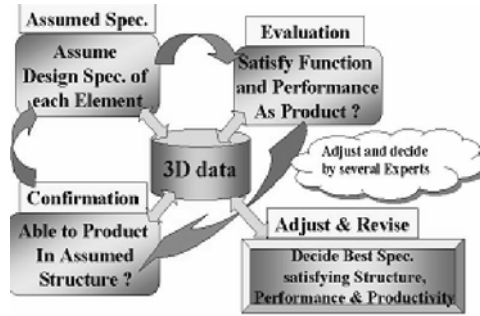 Assumed Spec.
Assume
Design Spec. of
each Element
Evaluation
Satisfy Function
and Performance
As Product ?
3D data
Adjust and decide
by several Experts
Confirmation
Able to Product
In Assumed
Structure ?
Adjust & Revise
Decide Best Spec.
satisfying Structure,
Performance & Productivity